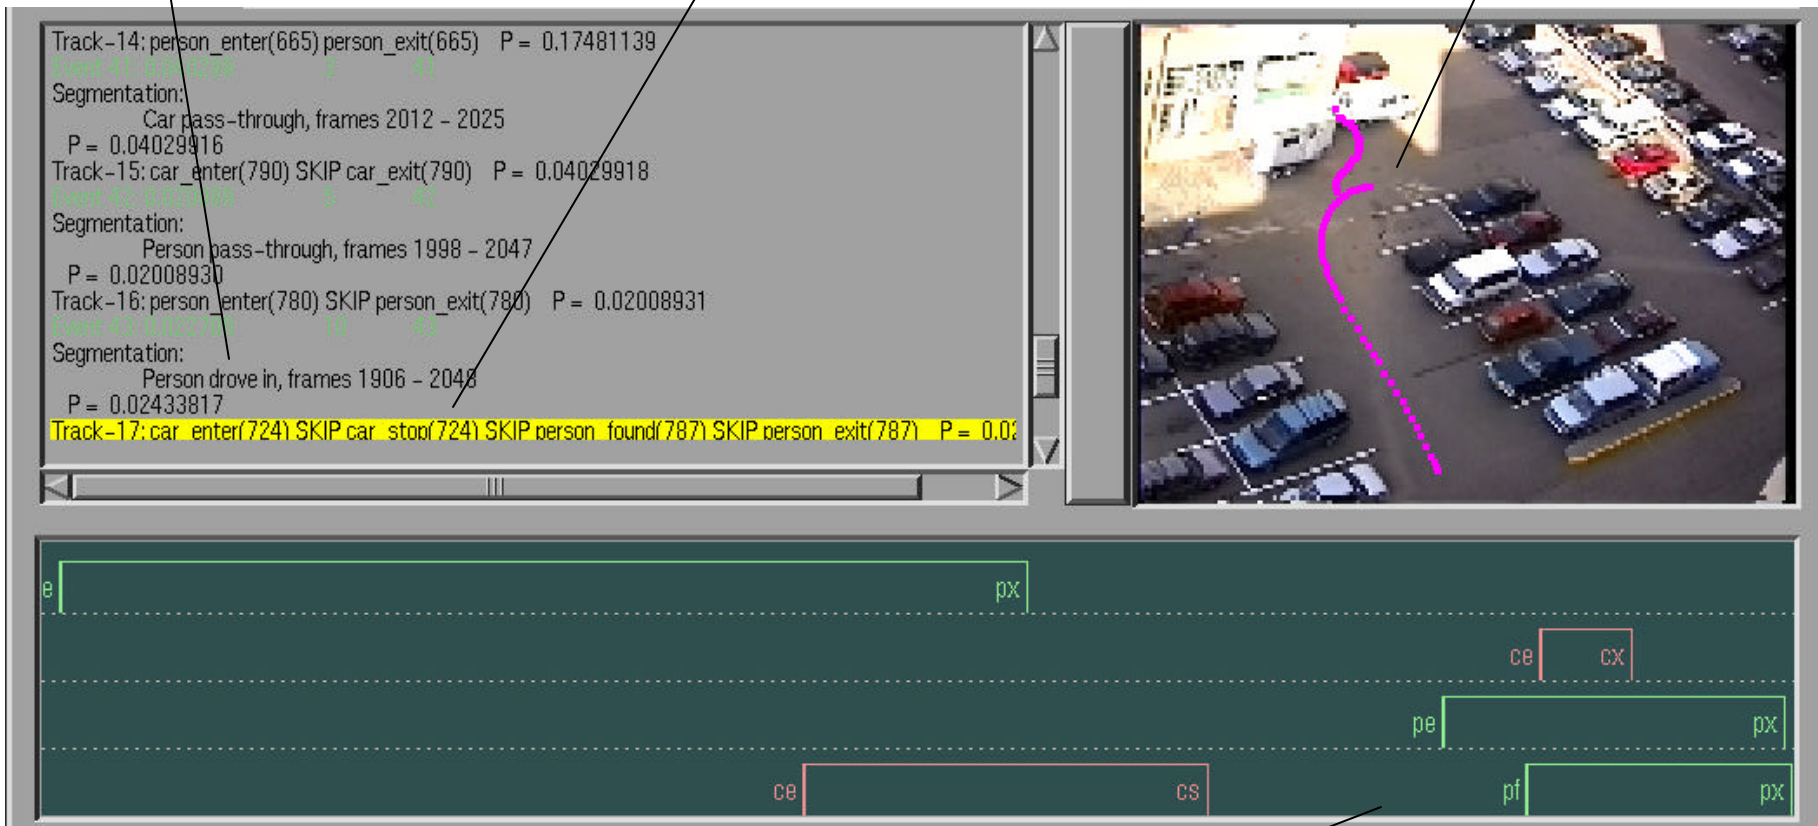 Track-14: person_enter(665) person_exit(665) P = 0.17481139
Segmentation:
Car pass-through, frames 2012 - 2025
P = 0.04029916
Track-15: car_enter(790) SKIP car_exit(790) P = 0.04029918
Segmentation:
Person pass-through, frames 1998 - 2047
P = 0.02008930
Track-16: person_enter(780) SKIP person_exit(780) P = 0.02008931
Segmentation:
Person drove in, frames 1906 - 2048
P = 0.02433817
Track-17: car_enter(724) SKIP car_stop(724) SKIP person_found(787) SKIP person_exit(787) P = 0.02
e px
ce cx
pe px
ce cs pf px